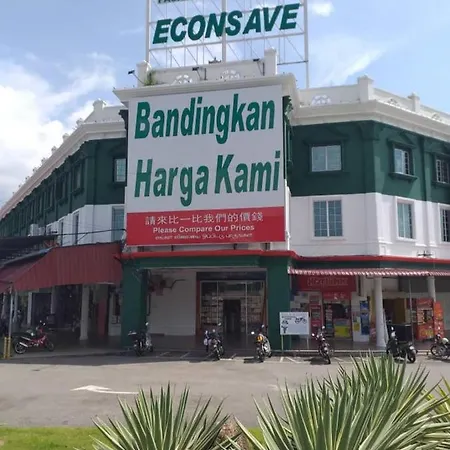 ECONSAVE
Bandingkan
Harga Kami
請來比一比我們的價錢
Please Compare our Prices